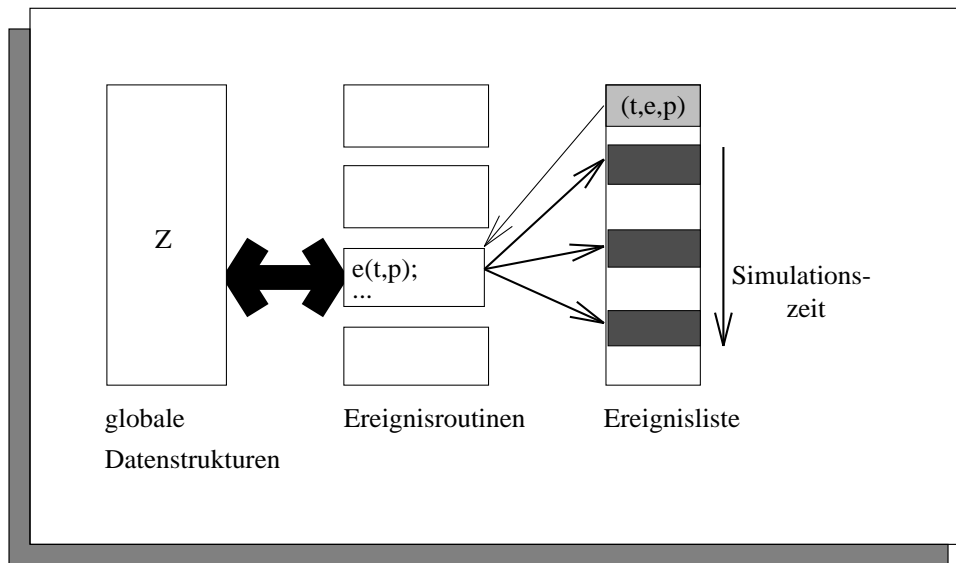 (t,e,p)
Z
e(t,p);
...
Simulations-
zeit
globale
Datenstrukturen
Ereignisroutinen
Ereignisliste